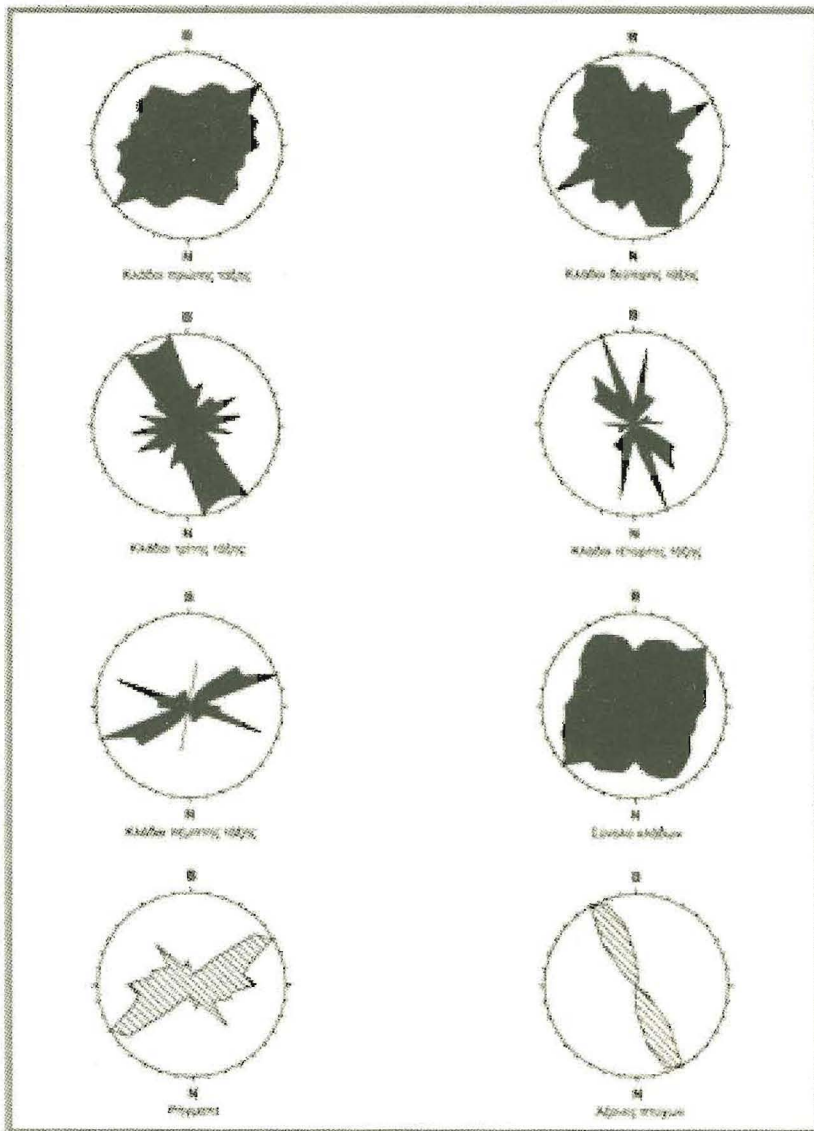 B
B
N
N
Κλάδοι πρώτης τάξης
Κλάδοι δεύτερης τάξης
B
B
N
N
Κλάδοι τρίτης τάξης
Κλάδοι τέταρτης τάξης
B
B
N
N
Κλάδοι πέμπτης τάξης
Σύνολο κλάδων
B
B
N
N
Ρήγματα
Άξονες πτυχών